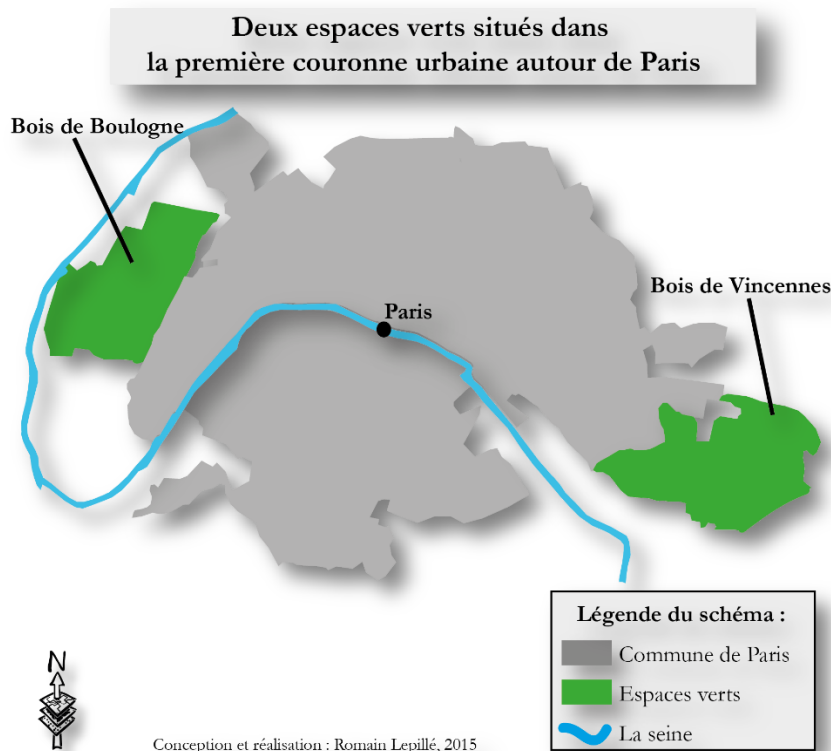 Deux espaces verts situés dans
la première couronne urbaine autour de Paris
Bois de Boulogne
Bois de Vincennes
Paris
Légende du schéma :
Commune de Paris
Espaces verts
La seine
N
Conception et réalisation : Romain Lepillé, 2015